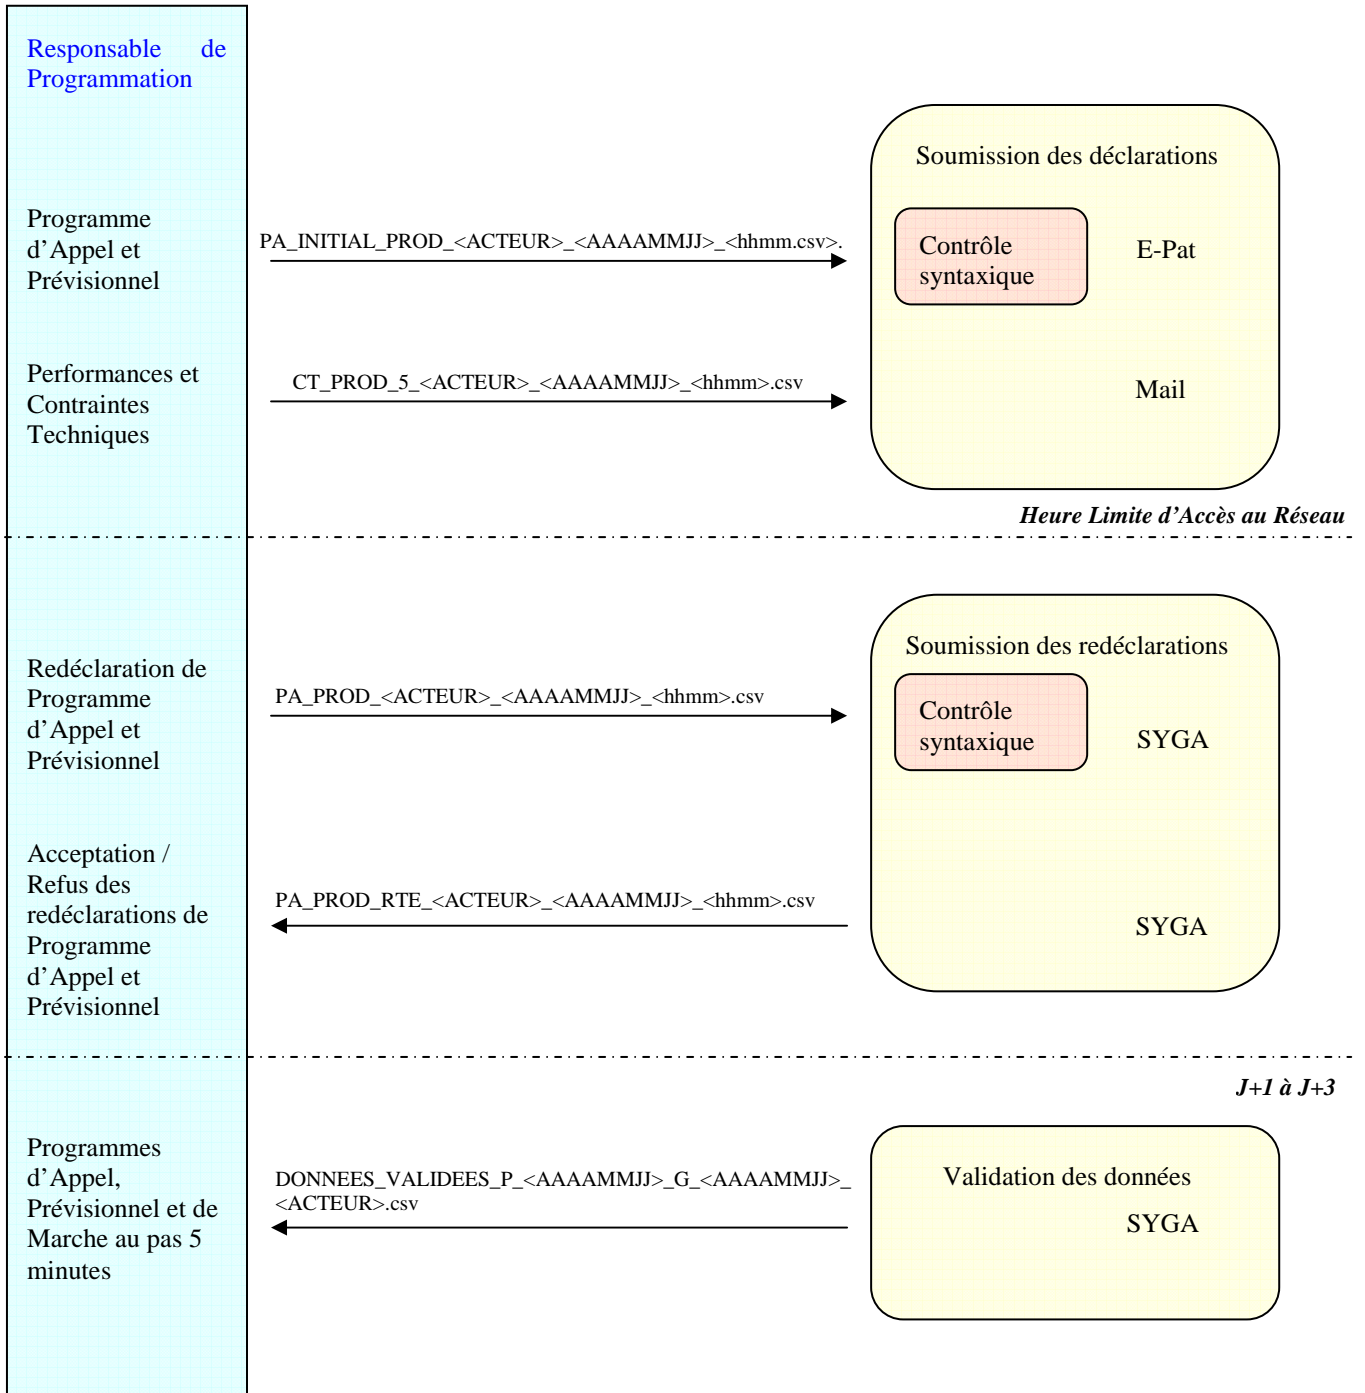 Responsable de
Programmation
Soumission des déclarations
Programme
d’Appel et
Prévisionnel
PA_INITIAL_PROD_<ACTEUR>_<AAAAMMJJ>_<hhmm.csv>.
Contrôle
syntaxique
E-Pat
Performances et
Contraintes
Techniques
CT_PROD_5_<ACTEUR>_<AAAAMMJJ>_<hhmm>.csv
Mail
Heure Limite d’Accès au Réseau
Soumission des redéclarations
Redéclaration de
Programme
d’Appel et
Prévisionnel
PA_PROD_<ACTEUR>_<AAAAMMJJ>_<hhmm>.csv
Contrôle
syntaxique
SYGA
Acceptation /
Refus des
redéclarations de
Programme
d’Appel et
Prévisionnel
PA_PROD_RTE_<ACTEUR>_<AAAAMMJJ>_<hhmm>.csv
SYGA
J+1 à J+3
Programmes
d’Appel,
Prévisionnel et de
Marche au pas 5
minutes
DONNEES_VALIDEES_P_<AAAAMMJJ>_G_<AAAAMMJJ>_
<ACTEUR>.csv
Validation des données
SYGA